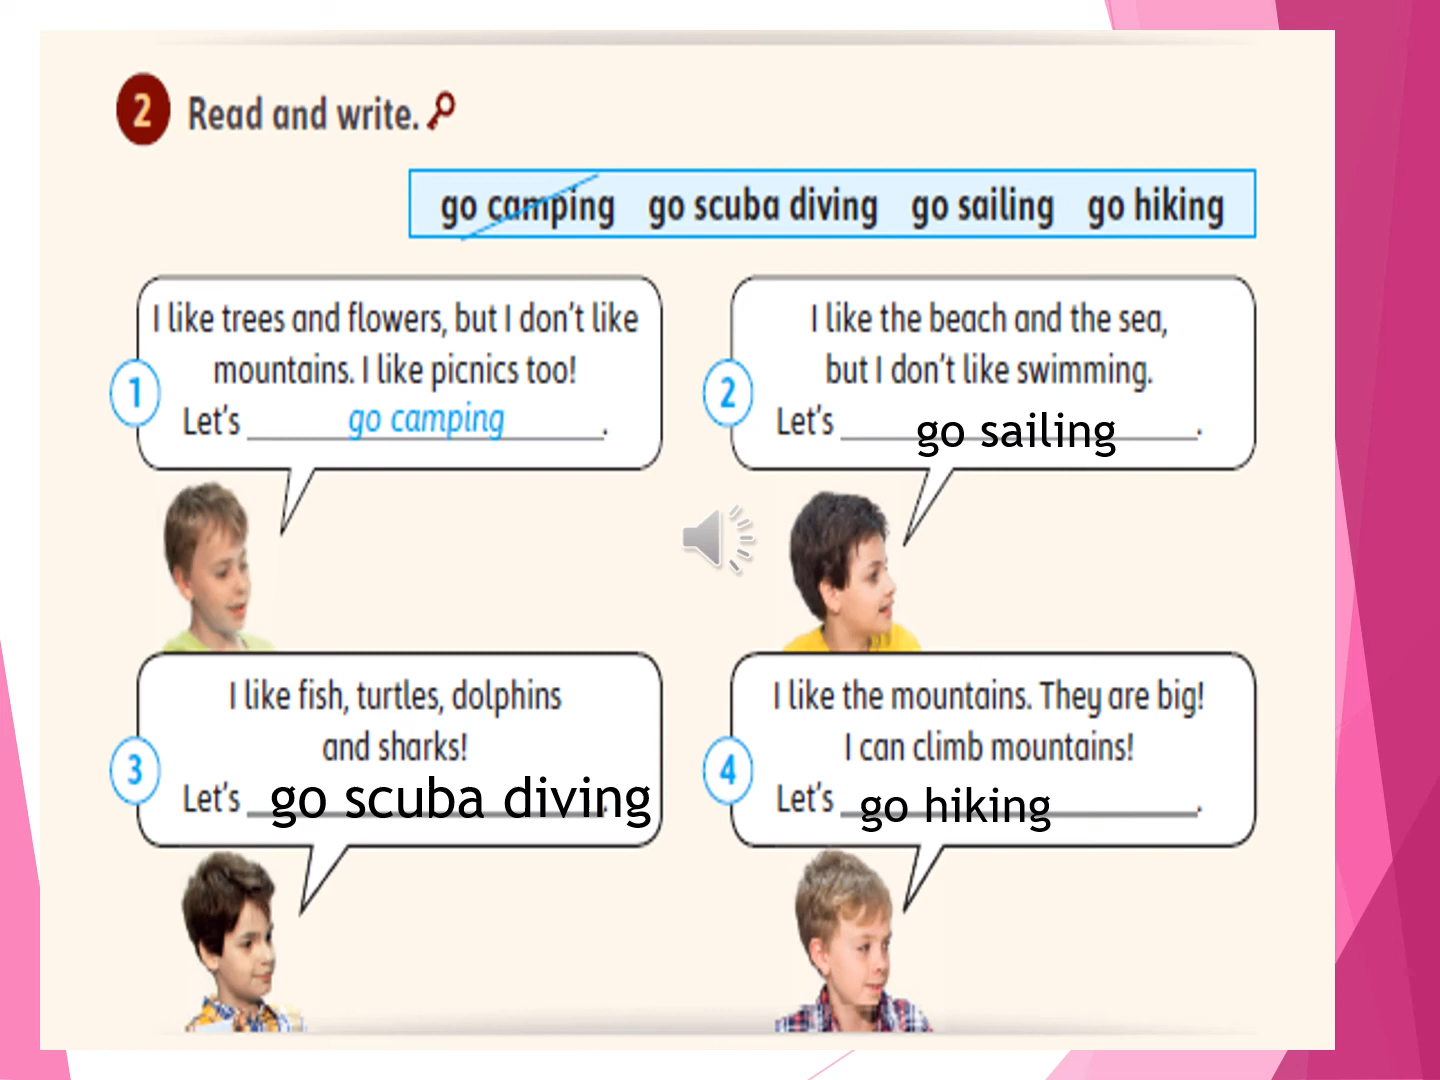 2 Read and write.
go camping go scuba diving go sailing go hiking
I like trees and flowers, but I don't like
mountains. I like picnics too!
1
Let's go camping.
I like the beach and the sea,
but I don't like swimming.
2
Let's go sailing.
I like fish, turtles, dolphins
and sharks!
3
Let's go scuba diving.
I like the mountains. They are big!
I can climb mountains!
4
Let's go hiking.